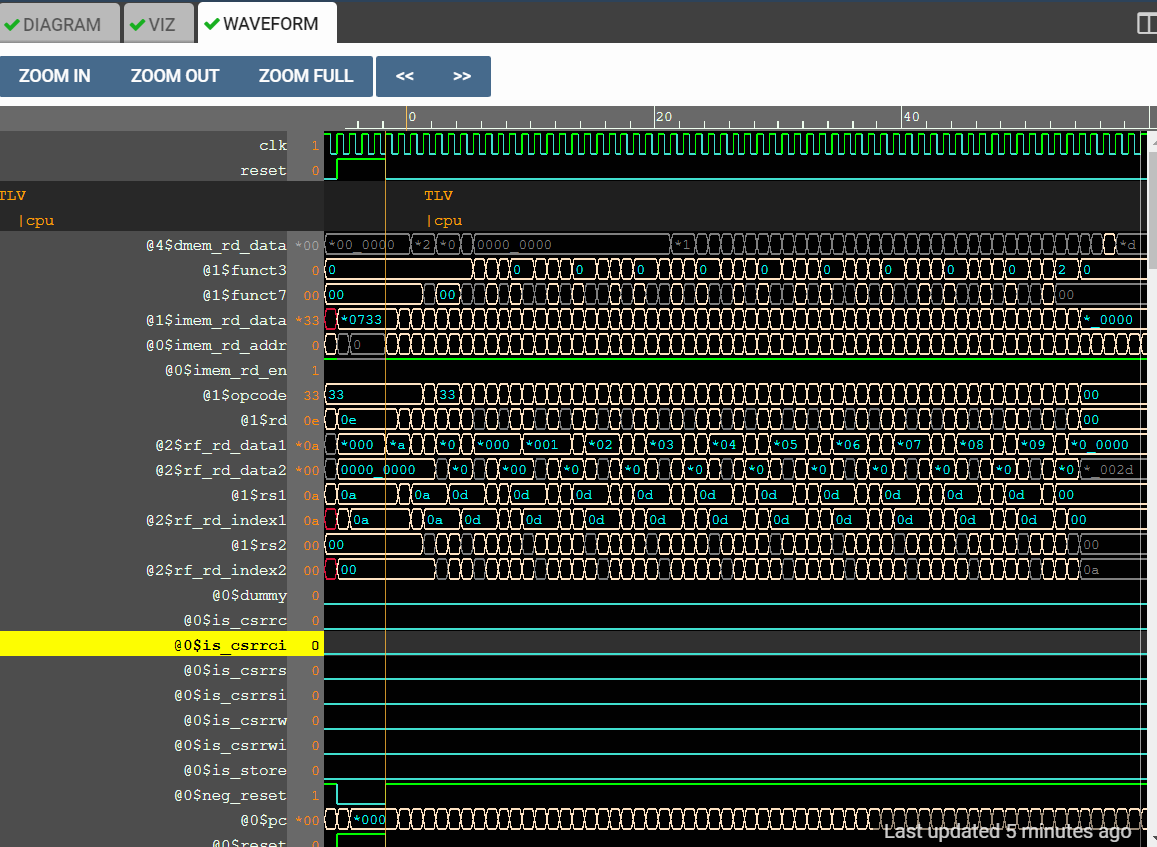 DIAGRAM VIZ WAVEFORM
ZOOM IN ZOOM OUT ZOOM FULL << >>
0 20 40
clk 1
reset 0
TLV TLV
|cpu |cpu
@4$dmem_rd_data *00 *00_0000 *2 *0 0000_0000 *1 *d
@1$funct3 0 0 0 0 0 0 0 0 0 0 0 2 0
@1$funct7 00 00 00 00
@1$imem_rd_data *33 *0733 *_0000
@0$imem_rd_addr 0 0
@0$imem_rd_en 1
@1$opcode 33 33 33 00
@1$rd 0e 0e 00
@2$rf_rd_data1 *0a *000 *a *0 *000 *001 *02 *03 *04 *05 *06 *07 *08 *09 *0_0000
@2$rf_rd_data2 *00 0000_0000 *0 *00 *0 *0 *0 *0 *0 *0 *0 *0 *0 *_002d
@1$rs1 0a 0a 0a 0d 0d 0d 0d 0d 0d 0d 0d 0d 0d 00
@2$rf_rd_index1 0a 0a 0a 0d 0d 0d 0d 0d 0d 0d 0d 0d 0d 00
@1$rs2 00 00 00
@2$rf_rd_index2 00 00 0a
@0$dummy 0
@0$is_csrrc 0
@0$is_csrrci 0
@0$is_csrrs 0
@0$is_csrrsi 0
@0$is_csrrw 0
@0$is_csrrwi 0
@0$is_store 0
@0$neg_reset 1
@0$pc *00 *000
Last updated 5 minutes ago
@0$reset 0